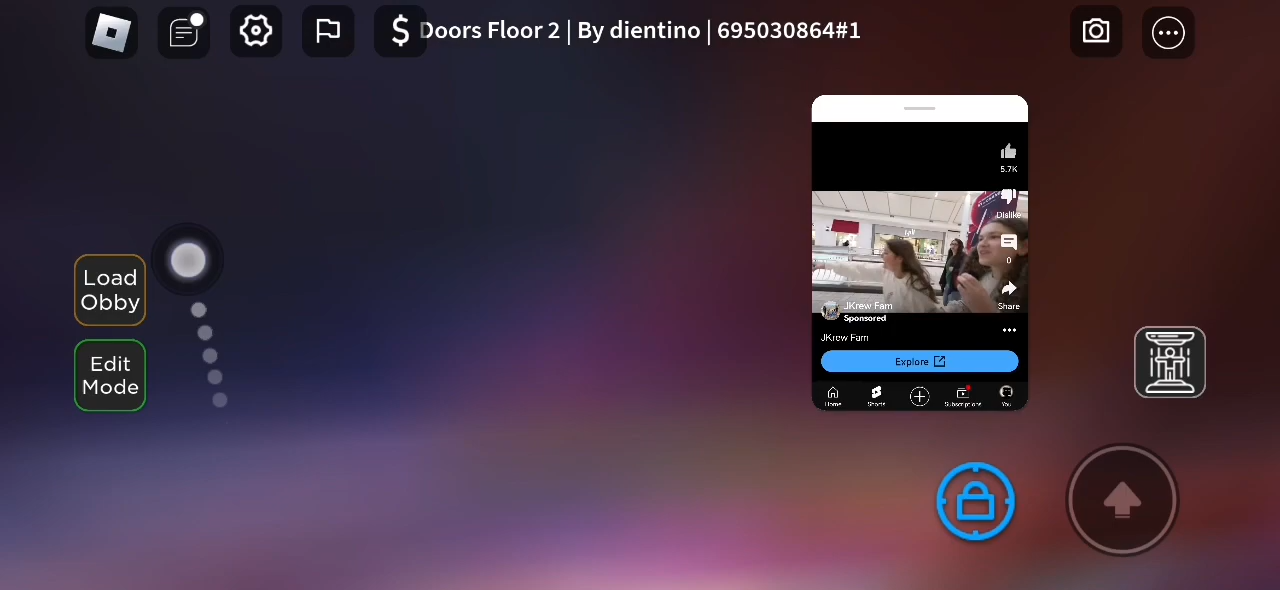 Doors Floor 2 | By dientino | 695030864#1
Load
Obby
Edit
Mode
5.7K
Dislike
0
Share
JKrew Fam
Sponsored
JKrew Fam
Explore
Home
Shorts
Subscriptions
You